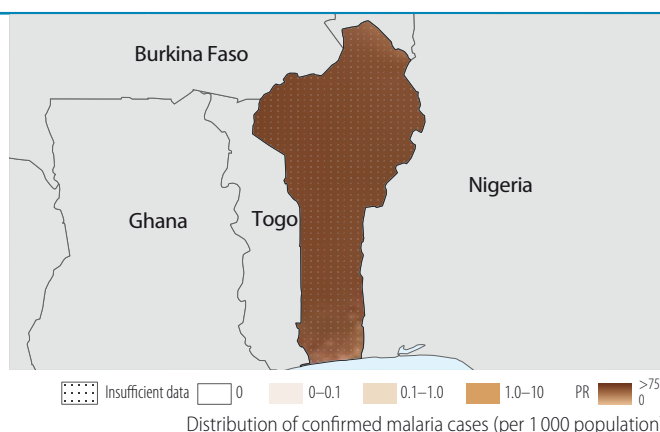 Burkina Faso
Nigeria
Ghana
Togo
Insufficient data 0 0–0.1 0.1–1.0 1.0–10 PR >75
0
Distribution of confirmed malaria cases (per 1 000 population